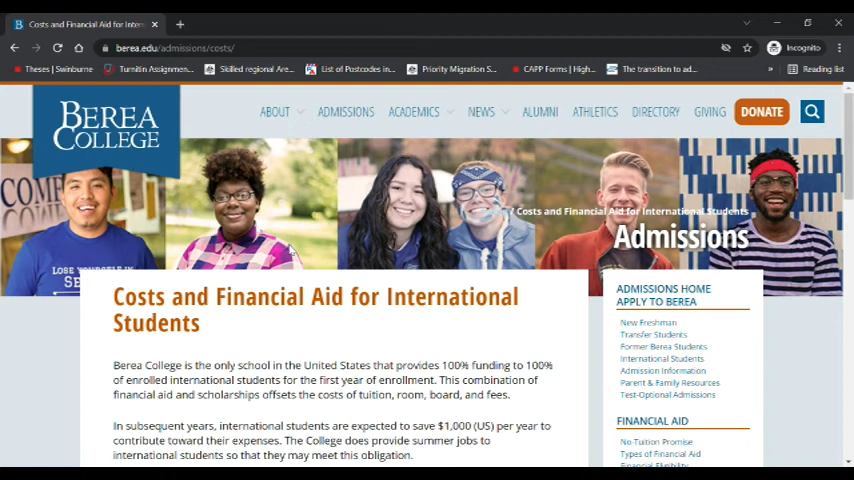 Costs and Financial Aid for Inter
berea.edu/admissions/costs/
Incognito
Theses | Swinburne
Turnitin Assignmen...
Skilled regional Are...
List of Postcodes in...
Priority Migration S...
CAPP Forms | High...
The transition to ad...
»
Reading list
BEREA
COLLEGE
ABOUT
ADMISSIONS
ACADEMICS
NEWS
ALUMNI
ATHLETICS
DIRECTORY
GIVING
DONATE
/ Costs and Financial Aid for International Students
Admissions
LOSE YOURSELF IN
SE
Costs and Financial Aid for International
Students
Berea College is the only school in the United States that provides 100% funding to 100%
of enrolled international students for the first year of enrollment. This combination of
financial aid and scholarships offsets the costs of tuition, room, board, and fees.
In subsequent years, international students are expected to save $1,000 (US) per year to
contribute toward their expenses. The College does provide summer jobs to
international students so that they may meet this obligation.
ADMISSIONS HOME
APPLY TO BEREA
New Freshman
Transfer Students
Former Berea Students
International Students
Admission Information
Parent & Family Resources
Test-Optional Admissions
FINANCIAL AID
No-Tuition Promise
Types of Financial Aid
Financial Eligibility